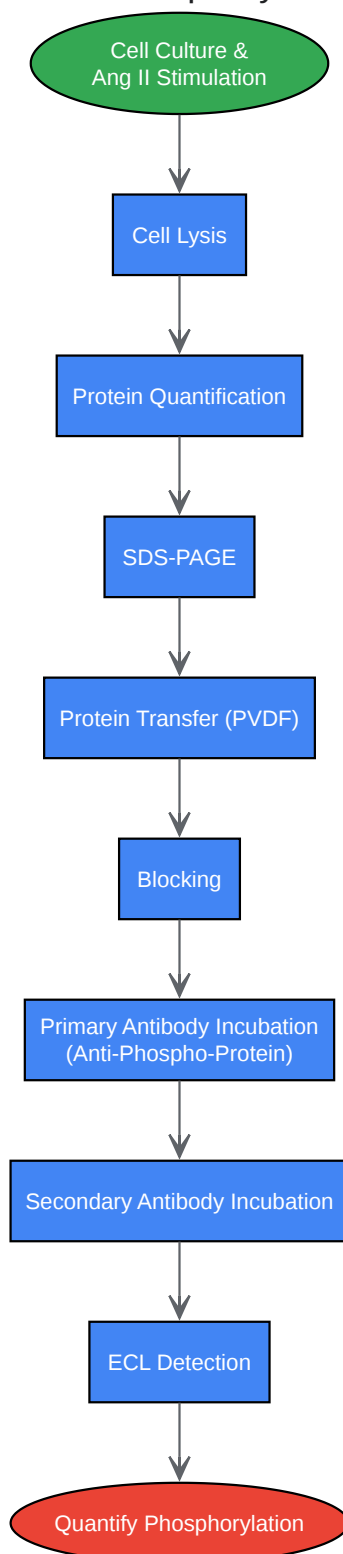 Cell Culture &
Ang II Stimulation
Cell Lysis
Protein Quantification
SDS-PAGE
Protein Transfer (PVDF)
Blocking
Primary Antibody Incubation
(Anti-Phospho-Protein)
Secondary Antibody Incubation
ECL Detection
Quantify Phosphorylation